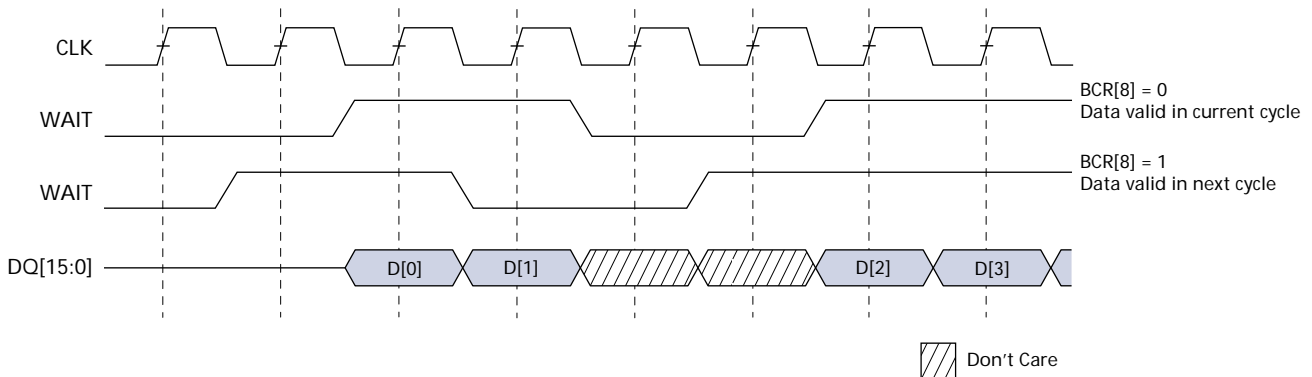 CLK
WAIT
BCR[8] = 0
Data valid in current cycle
WAIT
BCR[8] = 1
Data valid in next cycle
DQ[15:0]
D[0]
D[1]
D[2]
D[3]
Don't Care